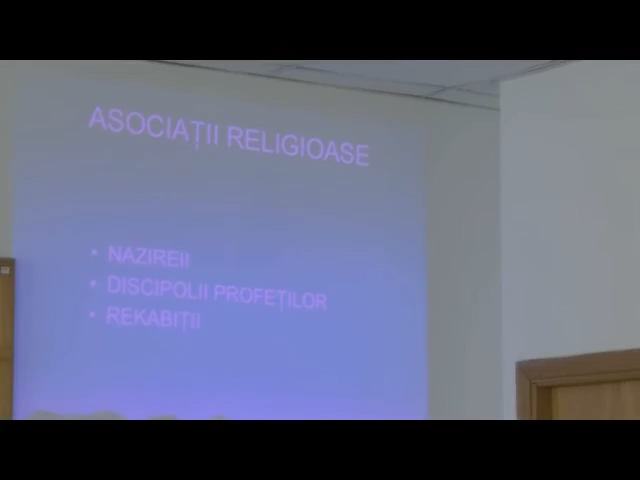 ASOCIAȚII RELIGIOASE
• NAZIREII
• DISCIPOLII PROFEȚILOR
• REKABIȚII